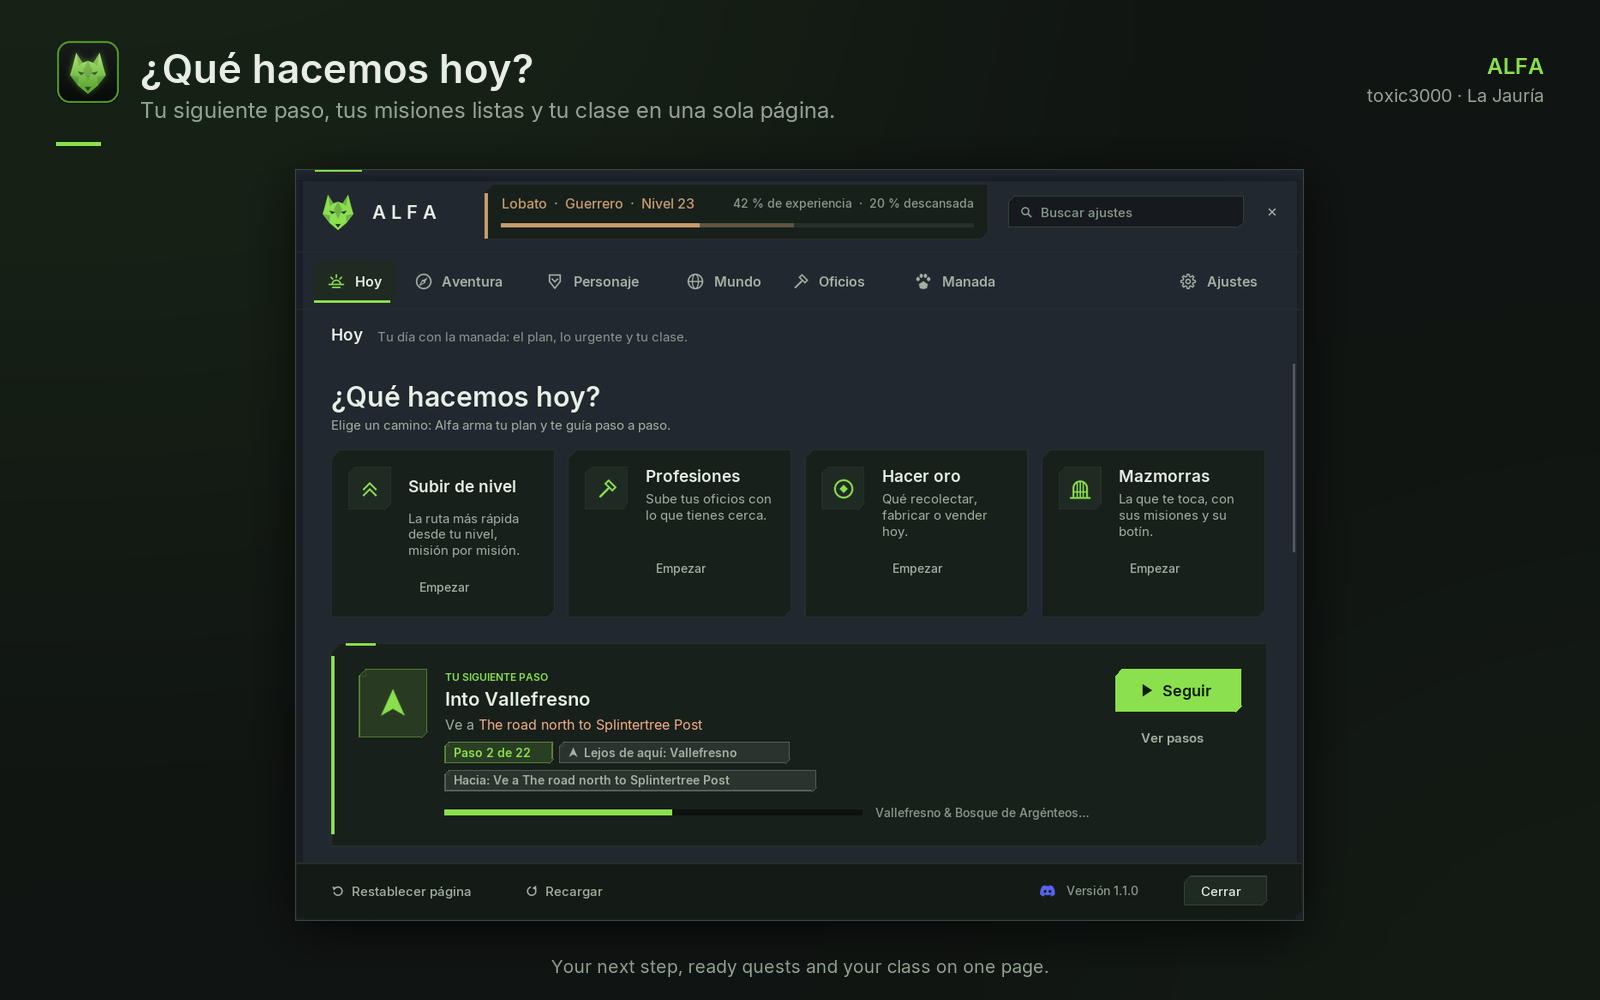 ¿Qué hacemos hoy?
Tu siguiente paso, tus misiones listas y tu clase en una sola página.
ALFA
toxic3000 · La Jauría
ALFA
Lobato · Guerrero · Nivel 23
42 % de experiencia · 20 % descansada
Buscar ajustes
Hoy
Aventura
Personaje
Mundo
Oficios
Manada
Ajustes
Hoy
Tu día con la manada: el plan, lo urgente y tu clase.
¿Qué hacemos hoy?
Elige un camino: Alfa arma tu plan y te guía paso a paso.
Subir de nivel
La ruta más rápida
desde tu nivel,
misión por misión.
Empezar
Profesiones
Sube tus oficios con
lo que tienes cerca.
Empezar
Hacer oro
Qué recolectar,
fabricar o vender
hoy.
Empezar
Mazmorras
La que te toca, con
sus misiones y su
botín.
Empezar
TU SIGUIENTE PASO
Into Vallefresno
Ve a The road north to Splintertree Post
Paso 2 de 22
Lejos de aquí: Vallefresno
Hacia: Ve a The road north to Splintertree Post
Vallefresno & Bosque de Argénteos...
Seguir
Ver pasos
Restablecer página
Recargar
Versión 1.1.0
Cerrar
Your next step, ready quests and your class on one page.